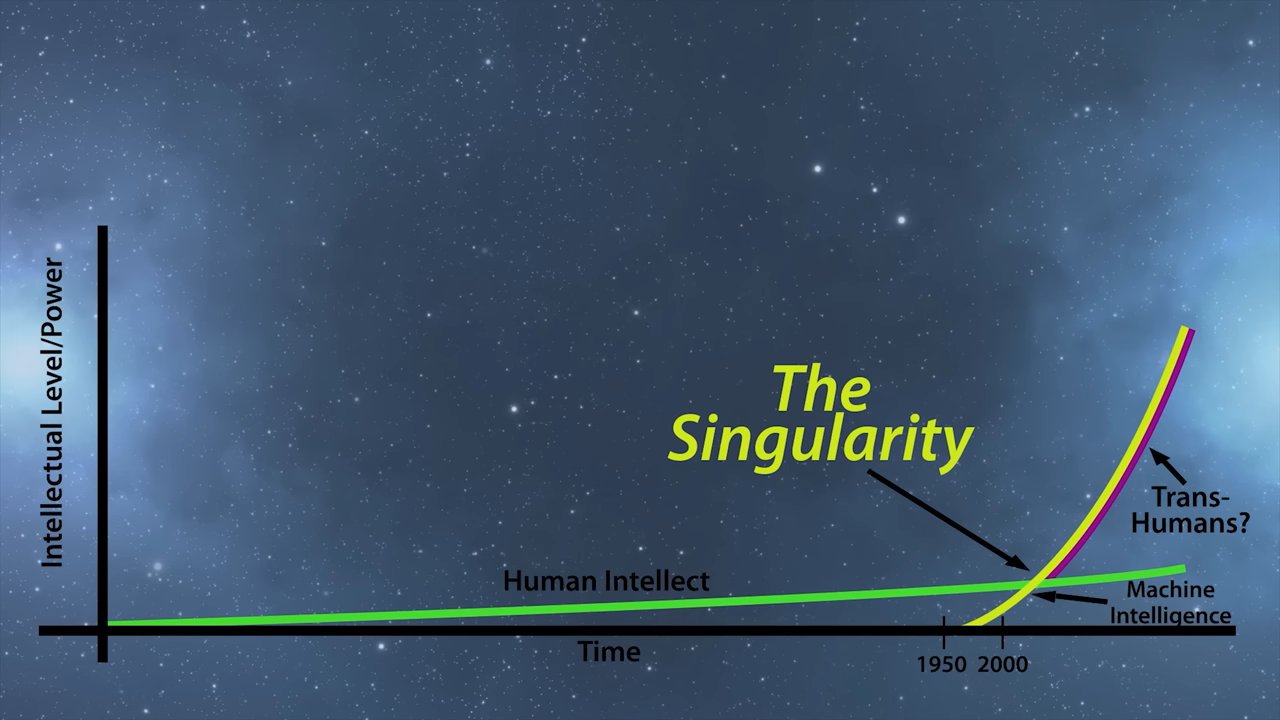 Intellectual Level/Power
The
Singularity
Trans-
Humans?
Human Intellect
Machine
Intelligence
Time
1950
2000